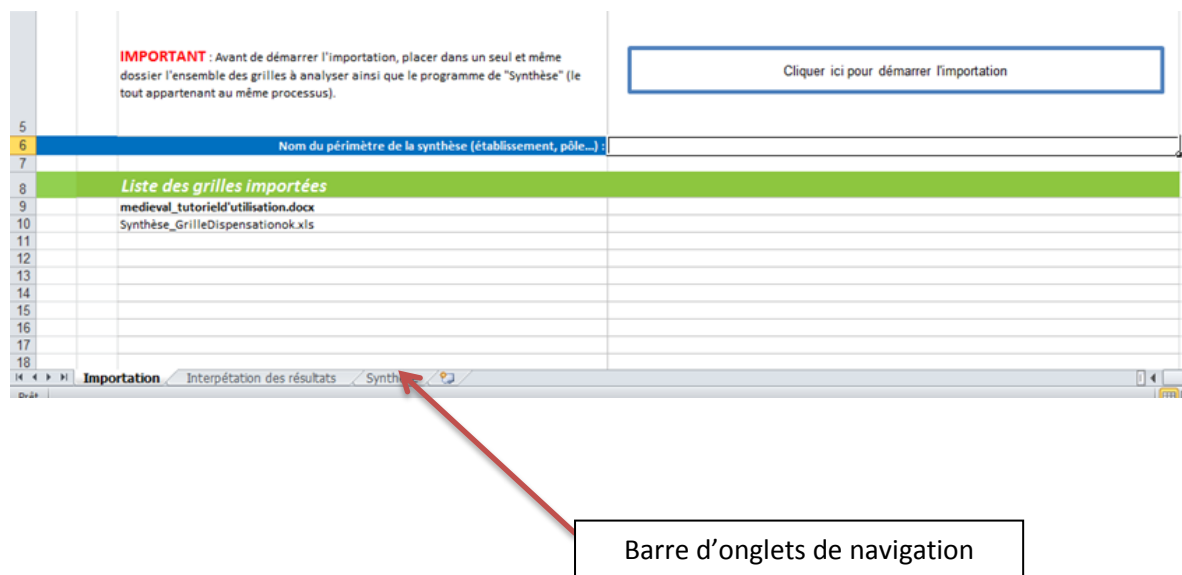 IMPORTANT : Avant de démarrer l'importation, placer dans un seul et même
dossier l'ensemble des grilles à analyser ainsi que le programme de "Synthèse" (le
tout appartenant au même processus).
Cliquer ici pour démarrer l'importation
5
6 Nom du périmètre de la synthèse (établissement, pôle...) :
7
8 Liste des grilles importées
9 medieval_tutorield'utilisation.docx
10 Synthèse_GrilleDispensationok.xls
11
12
13
14
15
16
17
18
Importation Interpétation des résultats
Prêt
Barre d'onglets de navigation